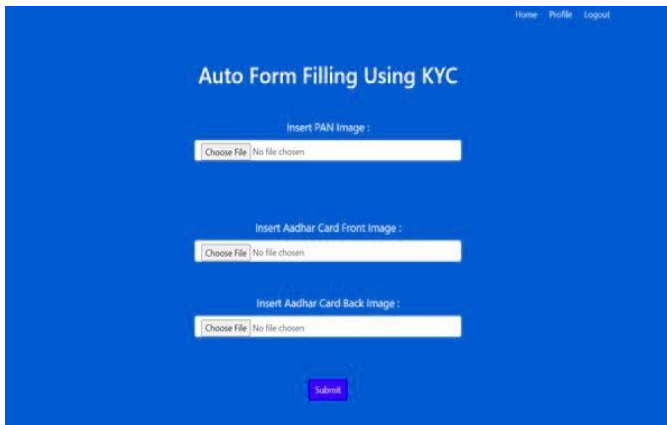 Home Profile Logout
Auto Form Filling Using KYC
Insert PAN Image :
Choose File No file chosen
Insert Aadhar Card Front Image :
Choose File No file chosen
Insert Aadhar Card Back Image :
Choose File No file chosen
Submit